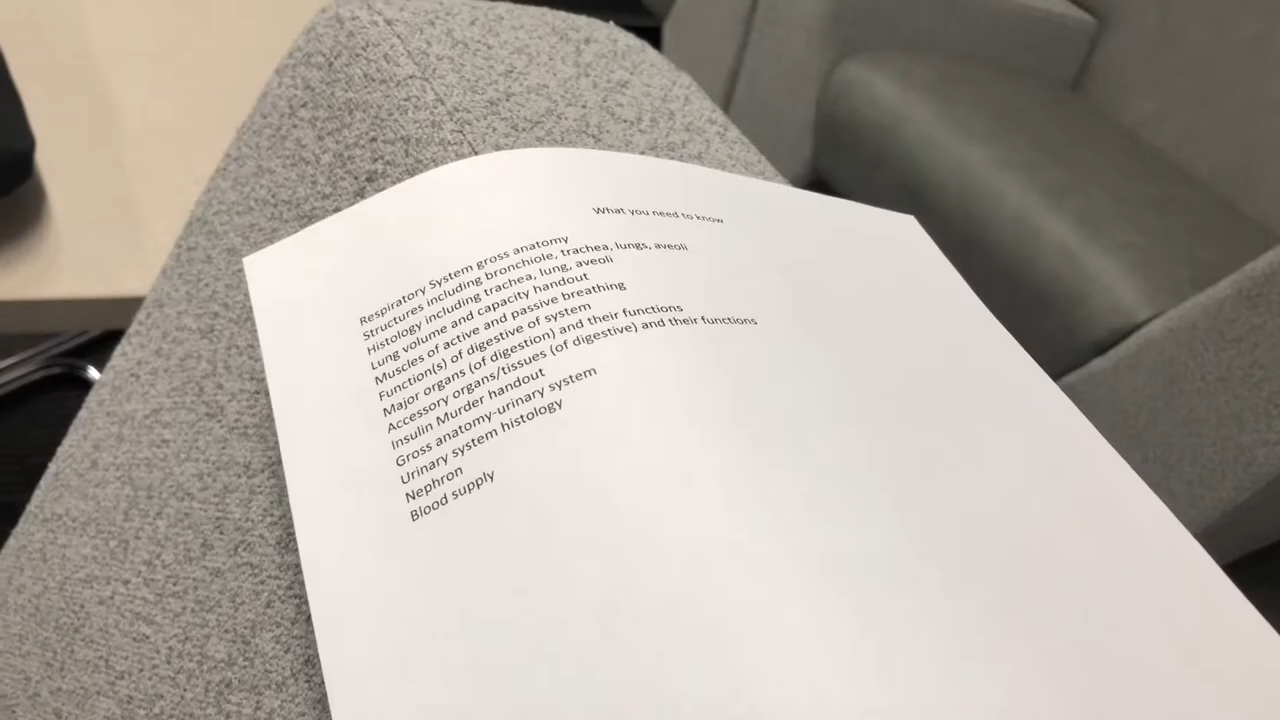 What you need to know
Respiratory System gross anatomy
Structures including bronchiole, trachea, lungs, aveoli
Histology including trachea, lung, aveoli
Lung volume and capacity handout
Muscles of active and passive breathing
Function(s) of digestive of system
Major organs (of digestion) and their functions
Accessory organs/tissues (of digestive) and their functions
Insulin Murder handout
Gross anatomy-urinary system
Urinary system histology
Nephron
Blood supply